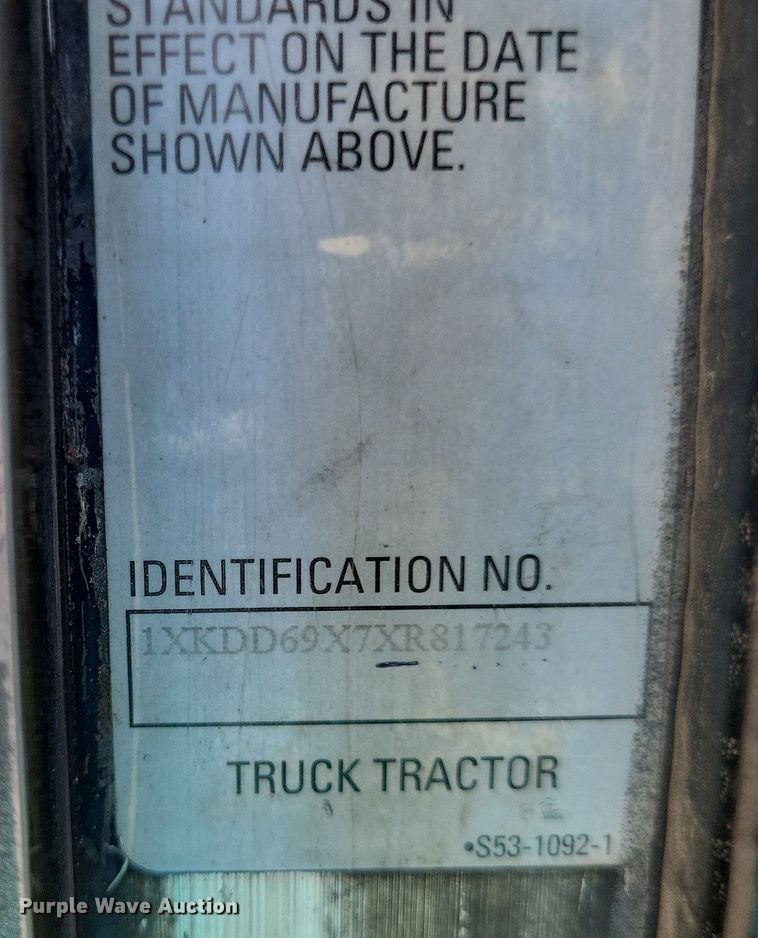 STANDARDS IN
EFFECT ON THE DATE
OF MANUFACTURE
SHOWN ABOVE.
IDENTIFICATION NO.
1XKDD69X7XR817243
TRUCK TRACTOR
•S53-1092-1
Purple Wave Auction